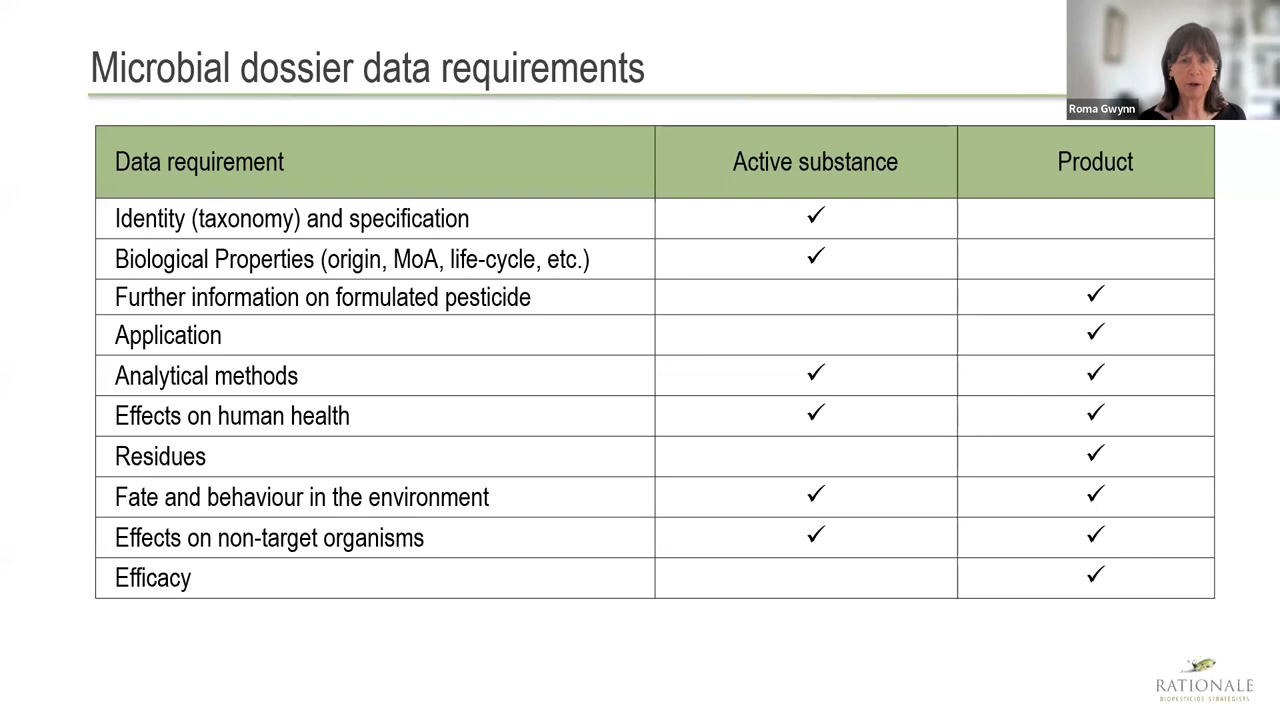 Microbial dossier data requirements
Roma Gwynn
Data requirement Active substance Product
Identity (taxonomy) and specification ✓
Biological Properties (origin, MoA, life-cycle, etc.) ✓
Further information on formulated pesticide ✓
Application ✓
Analytical methods ✓ ✓
Effects on human health ✓ ✓
Residues ✓
Fate and behaviour in the environment ✓ ✓
Effects on non-target organisms ✓ ✓
Efficacy ✓
RATIONALE
BIOPESTICIDE STRATEGISTS